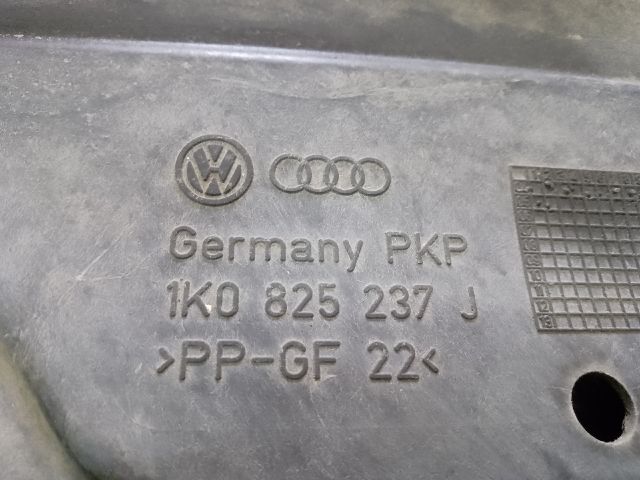 Germany PKP
1K0 825 237 J
>PP-GF 22<